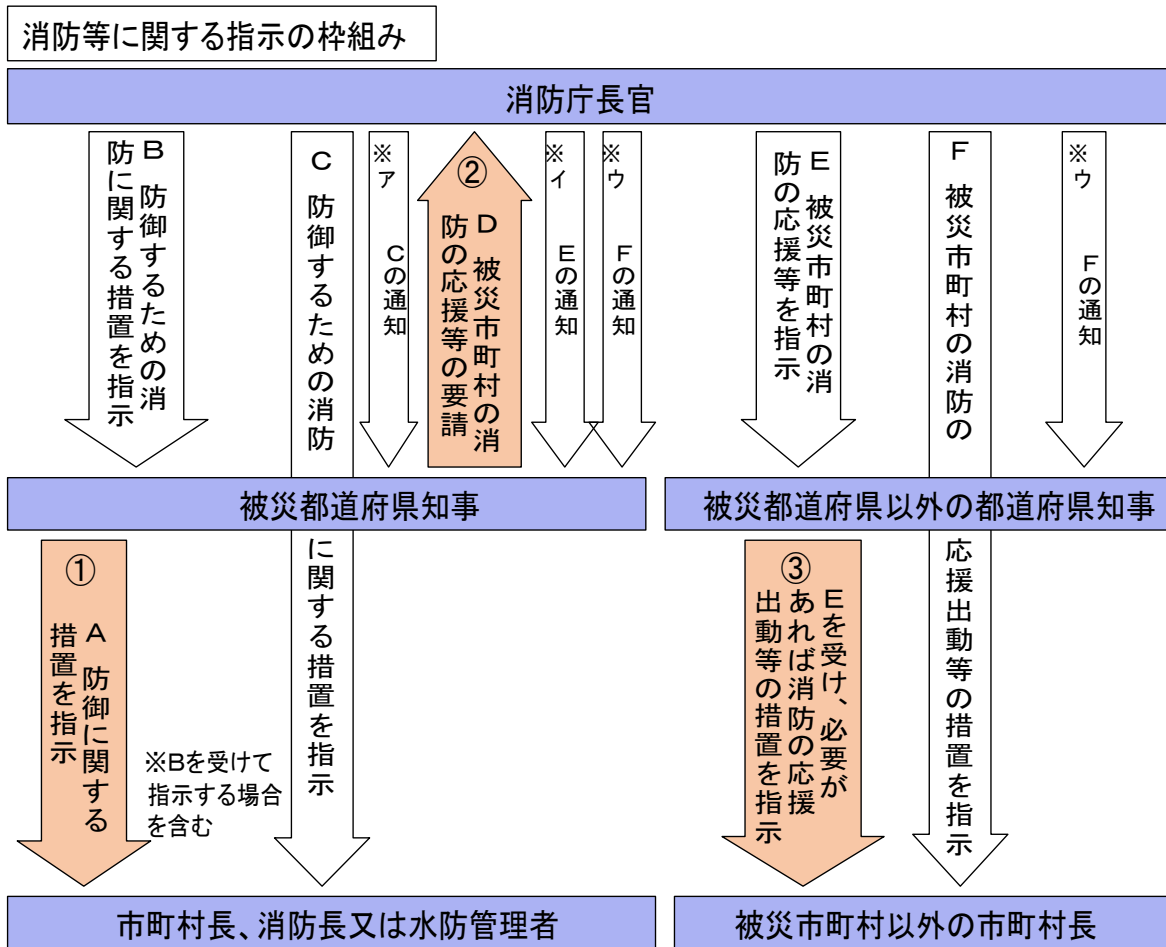 消防等に関する指示の枠組み
消防庁長官
B 防御するための消
防に関する措置を指示
C 防御するための消防
に関する措置を指示
※ア
Cの通知
②
D 被災市町村の消
防の応援等の要請
※イ
Eの通知
※ウ
Fの通知
E 被災市町村の消
防の応援等を指示
F 被災市町村の消防の
応援出動等の措置を指示
※ウ
Fの通知
被災都道府県知事
被災都道府県以外の都道府県知事
①
A 防御に関する
措置を指示
※Bを受けて
指示する場合
を含む
③
Eを受け、必要が
あれば消防の応援
出動等の措置を指示
市町村長、消防長又は水防管理者
被災市町村以外の市町村長